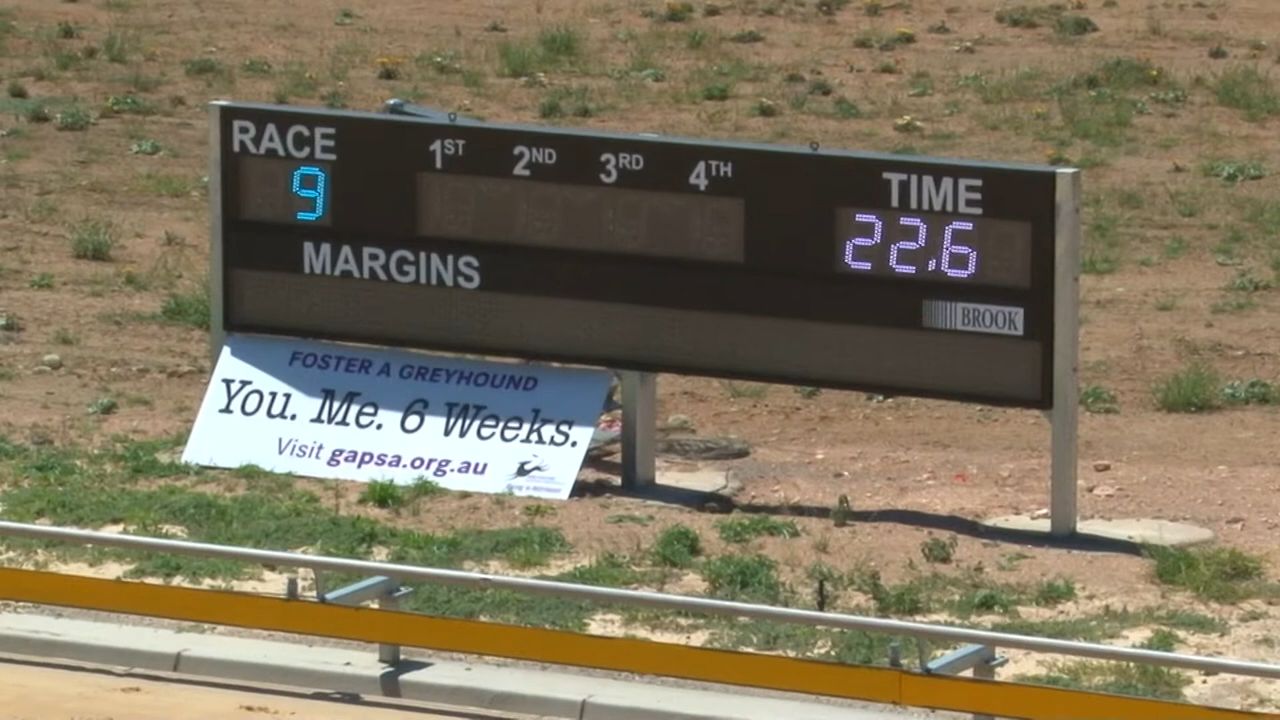 RACE 1ST 2ND 3RD 4TH TIME
9 22.6
MARGINS
BROOK
FOSTER A GREYHOUND
You. Me. 6 Weeks.
Visit gapsa.org.au